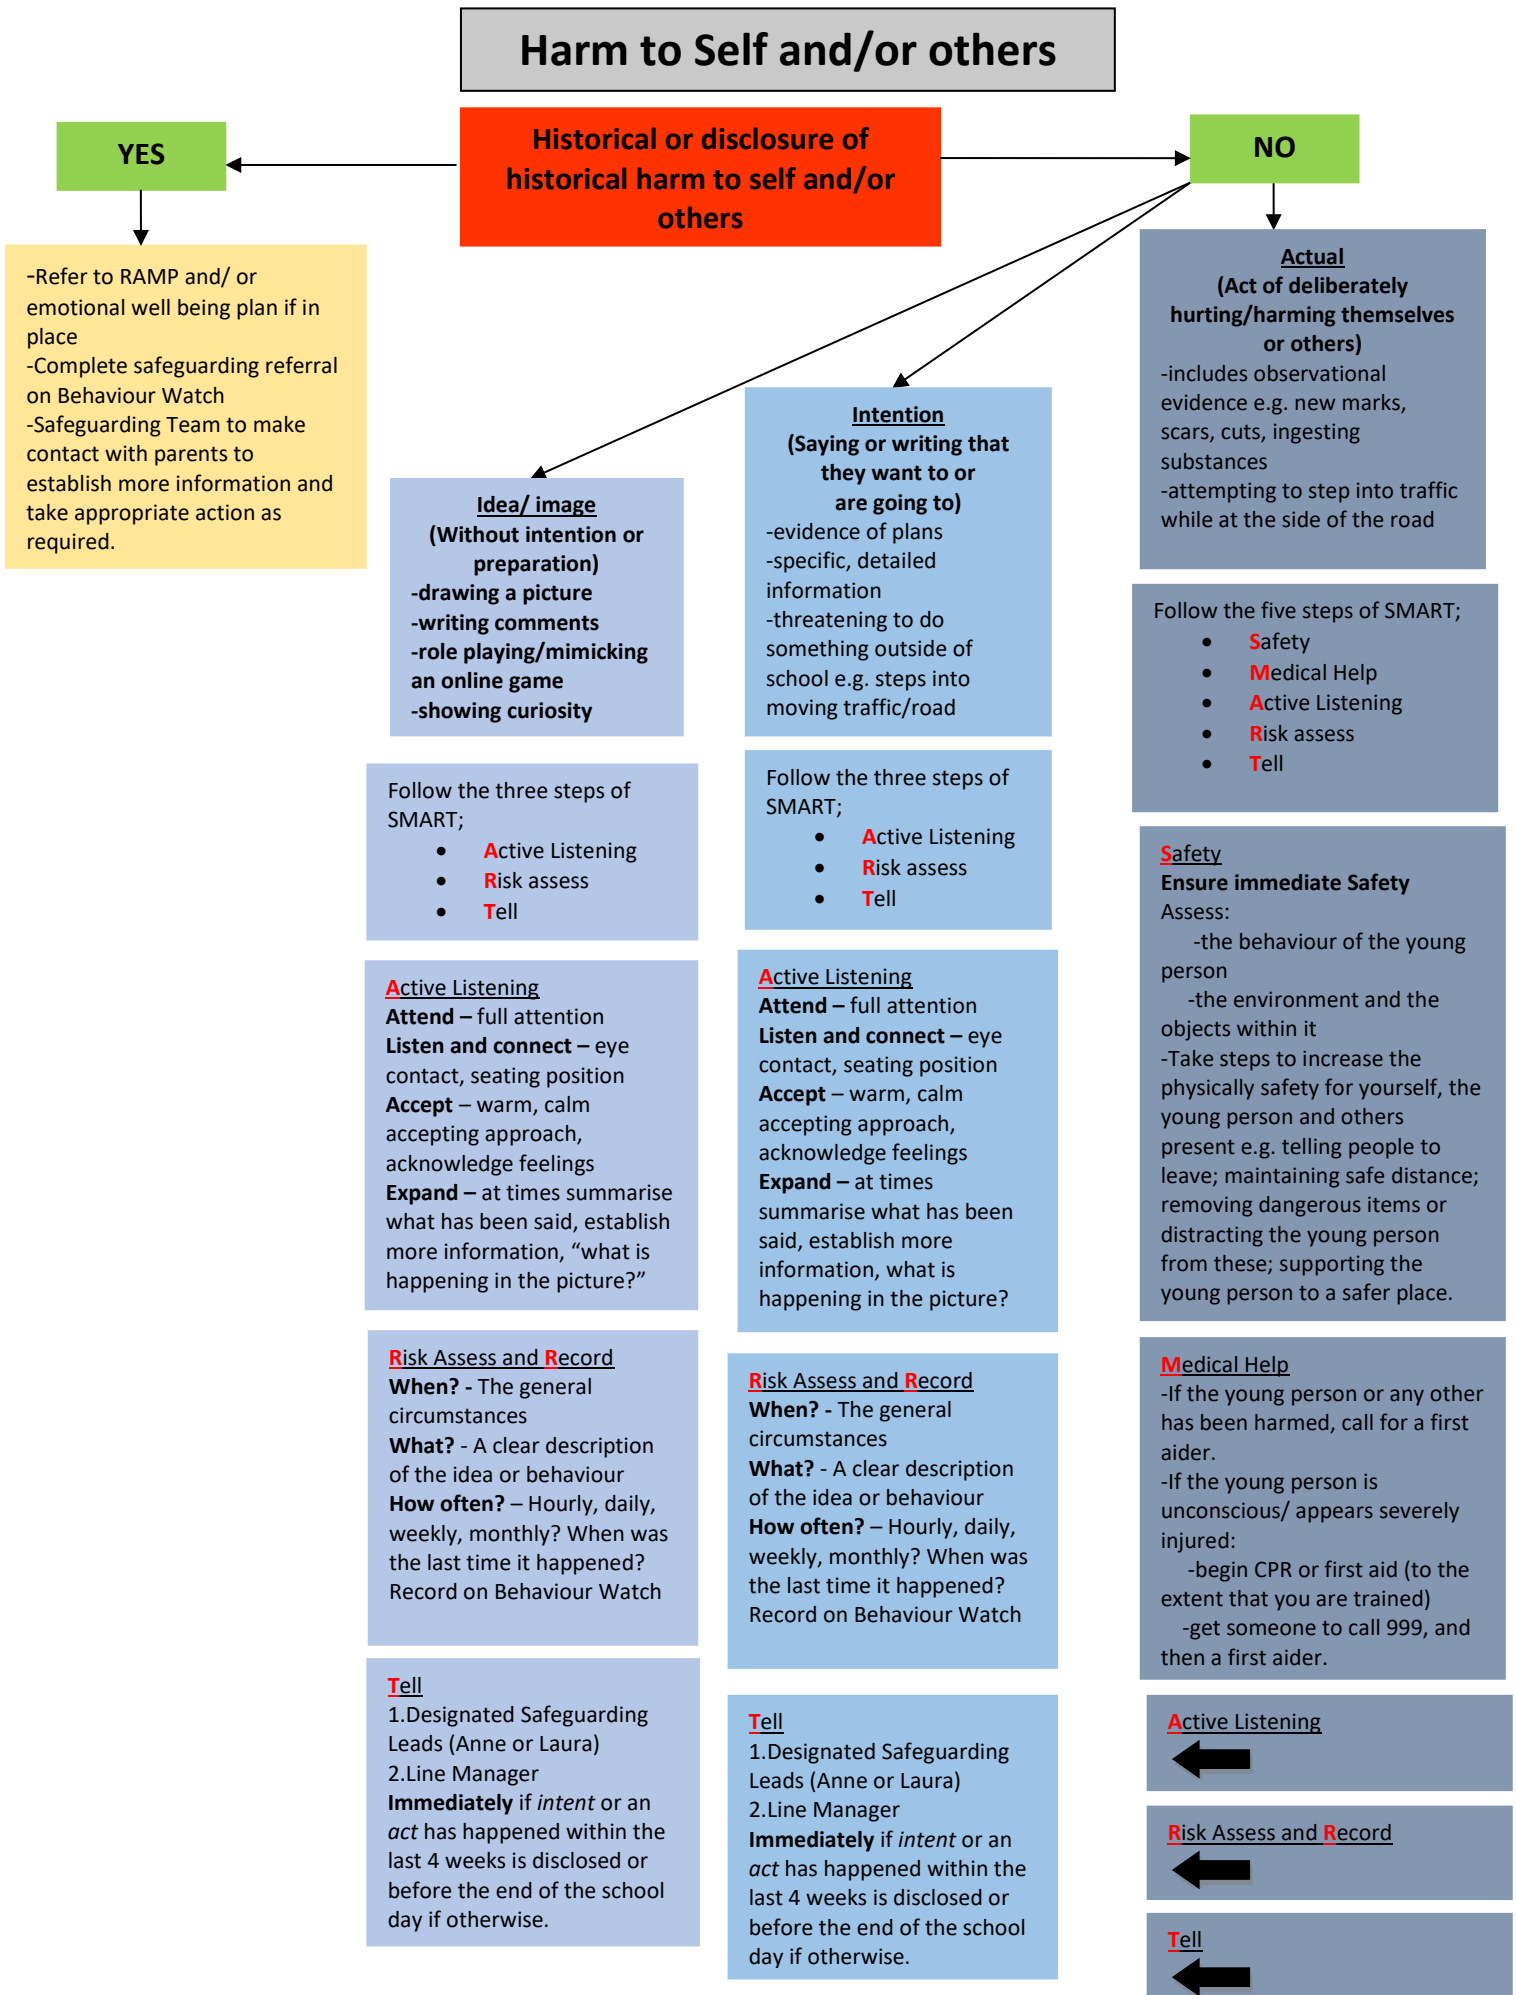 Harm to Self and/or others
YES
Historical or disclosure of
historical harm to self and/or
others
NO
-Refer to RAMP and/ or
emotional well being plan if in
place
-Complete safeguarding referral
on Behaviour Watch
-Safeguarding Team to make
contact with parents to
establish more information and
take appropriate action as
required.
Idea/ image
(Without intention or
preparation)
-drawing a picture
-writing comments
-role playing/mimicking
an online game
-showing curiosity
Follow the three steps of
SMART;
• Active Listening
• Risk assess
• Tell
Active Listening
Attend – full attention
Listen and connect – eye
contact, seating position
Accept – warm, calm
accepting approach,
acknowledge feelings
Expand – at times summarise
what has been said, establish
more information, “what is
happening in the picture?”
Risk Assess and Record
When? - The general
circumstances
What? - A clear description
of the idea or behaviour
How often? – Hourly, daily,
weekly, monthly? When was
the last time it happened?
Record on Behaviour Watch
Tell
1.Designated Safeguarding
Leads (Anne or Laura)
2.Line Manager
Immediately if intent or an
act has happened within the
last 4 weeks is disclosed or
before the end of the school
day if otherwise.
Intention
(Saying or writing that
they want to or
are going to)
-evidence of plans
-specific, detailed
information
-threatening to do
something outside of
school e.g. steps into
moving traffic/road
Follow the three steps of
SMART;
• Active Listening
• Risk assess
• Tell
Active Listening
Attend – full attention
Listen and connect – eye
contact, seating position
Accept – warm, calm
accepting approach,
acknowledge feelings
Expand – at times
summarise what has been
said, establish more
information, what is
happening in the picture?
Risk Assess and Record
When? - The general
circumstances
What? - A clear description
of the idea or behaviour
How often? – Hourly, daily,
weekly, monthly? When was
the last time it happened?
Record on Behaviour Watch
Tell
1.Designated Safeguarding
Leads (Anne or Laura)
2.Line Manager
Immediately if intent or an
act has happened within the
last 4 weeks is disclosed or
before the end of the school
day if otherwise.
Actual
(Act of deliberately
hurting/harming themselves
or others)
-includes observational
evidence e.g. new marks,
scars, cuts, ingesting
substances
-attempting to step into traffic
while at the side of the road
Follow the five steps of SMART;
• Safety
• Medical Help
• Active Listening
• Risk assess
• Tell
Safety
Ensure immediate Safety
Assess:
-the behaviour of the young
person
-the environment and the
objects within it
-Take steps to increase the
physically safety for yourself, the
young person and others
present e.g. telling people to
leave; maintaining safe distance;
removing dangerous items or
distracting the young person
from these; supporting the
young person to a safer place.
Medical Help
-If the young person or any other
has been harmed, call for a first
aider.
-If the young person is
unconscious/ appears severely
injured:
-begin CPR or first aid (to the
extent that you are trained)
-get someone to call 999, and
then a first aider.
Active Listening
Risk Assess and Record
Tell